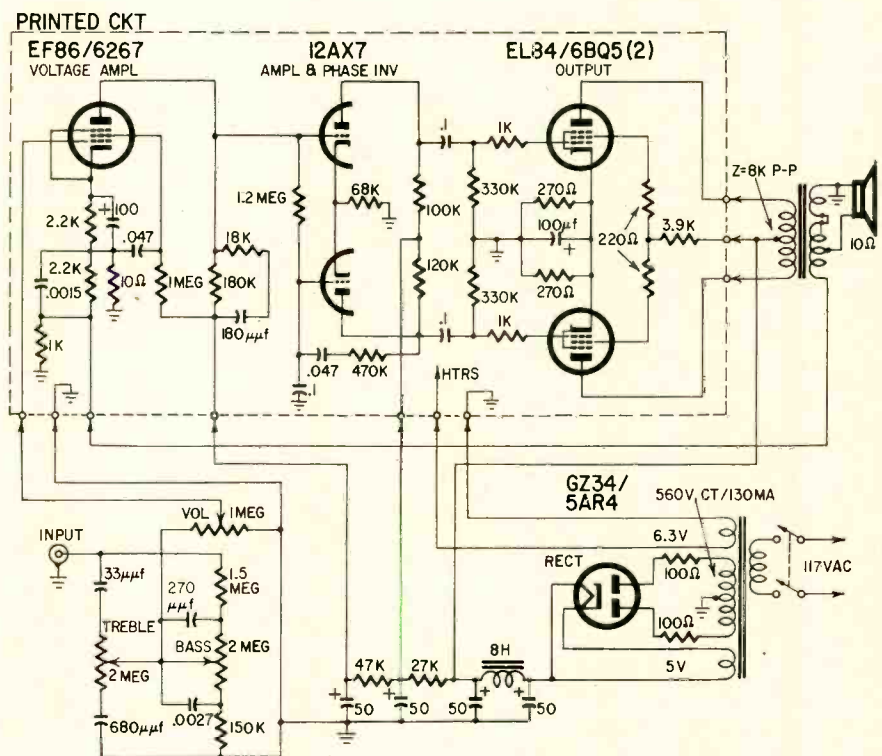 PRINTED CKT
EF86/6267
VOLTAGE AMPL
12AX7
AMPL & PHASE INV
EL84/6BQ5(2)
OUTPUT
2.2K
100
.047
2.2K
.0015
10Ω
1MEG
1K
18K
180K
180μμf
1.2 MEG
68K
.047
470K
.1
100K
120K
.1
.1
330K
330K
1K
1K
270Ω
100μf
+
270Ω
220Ω
3.9K
HTRS
Z=8K P-P
10Ω
INPUT
VOL
1MEG
33μμf
270
μμf
1.5
MEG
TREBLE
2 MEG
BASS
2 MEG
680μμf
.0027
150K
47K
27K
8H
+
50
+
50
+
50
+
50
GZ34/
5AR4
RECT
560V CT/130MA
6.3V
100Ω
100Ω
5V
117VAC
+